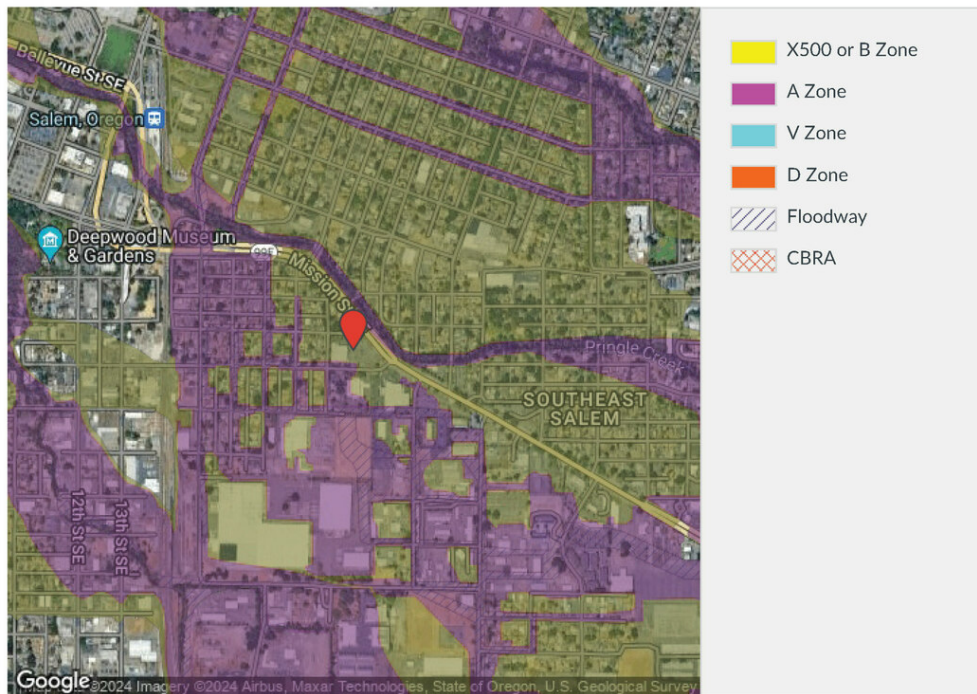 Bellevue St SE
Salem, Oregon
Deepwood Museum
& Gardens
99E
Mission St
Pringle Creek
SOUTHEAST
SALEM
12th St SE
13th St SE
Google
©2024 Imagery ©2024 Airbus, Maxar Technologies, State of Oregon, U.S. Geological Survey
X500 or B Zone
A Zone
V Zone
D Zone
Floodway
CBRA